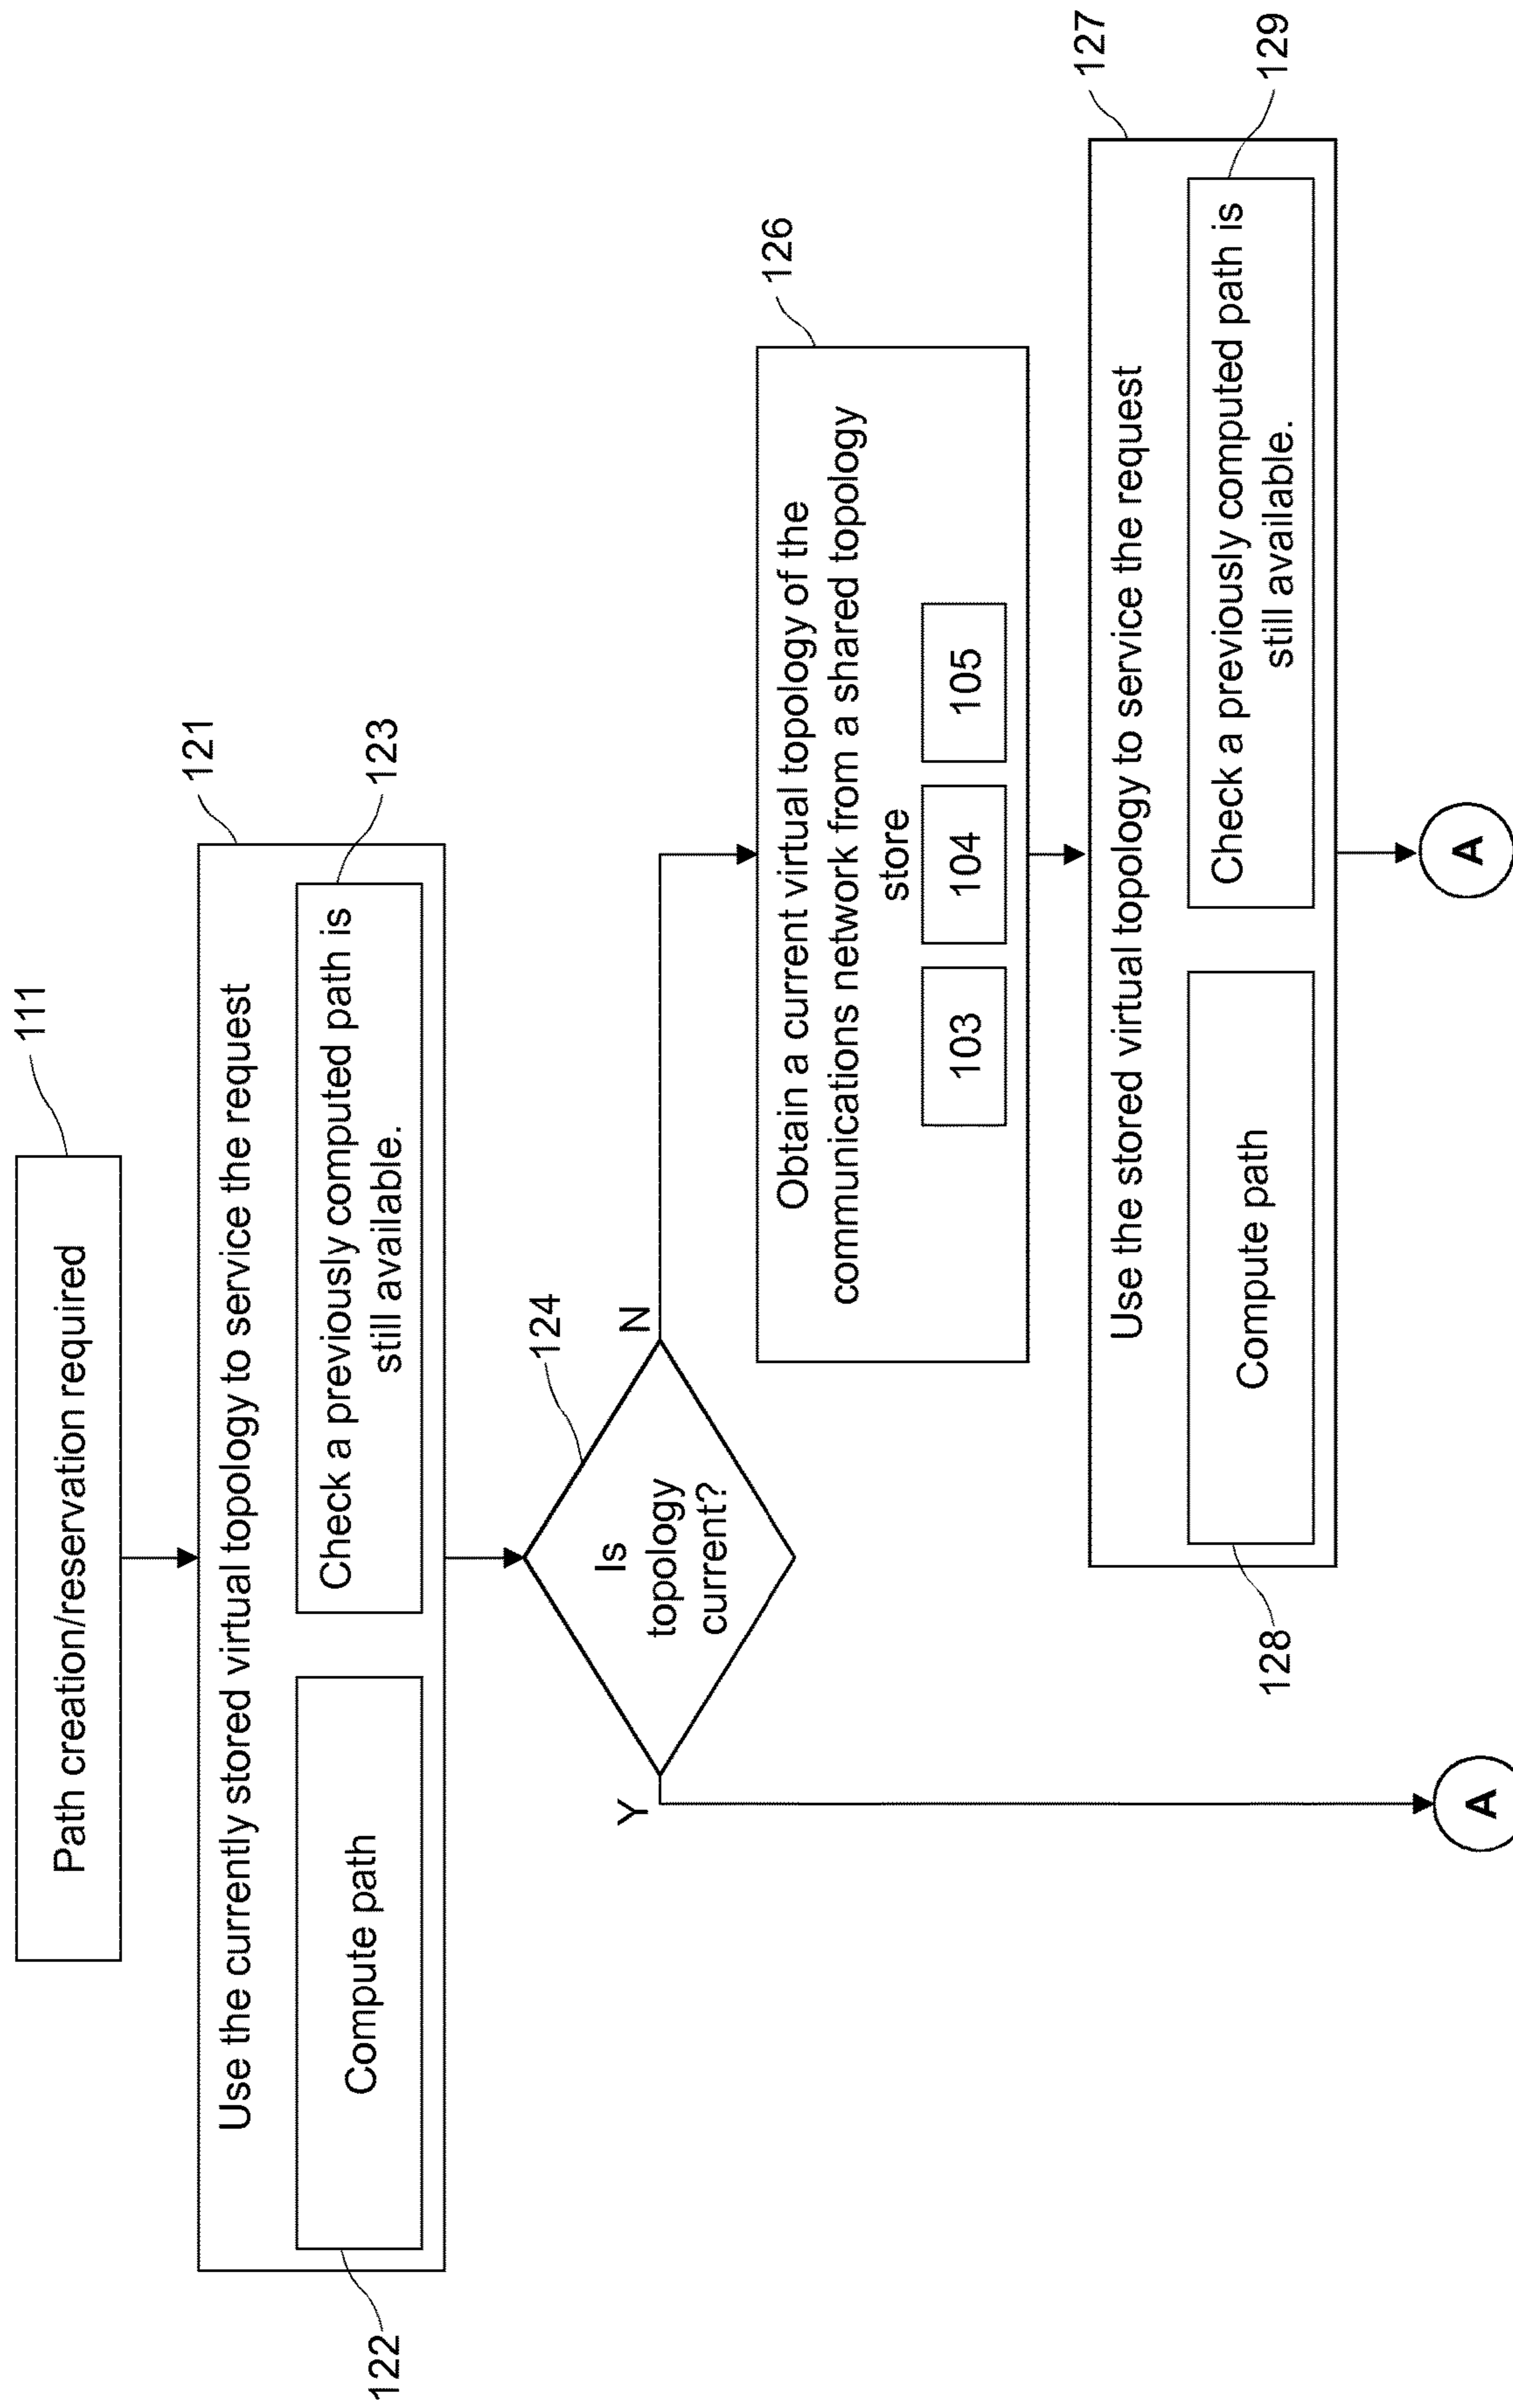 Path creation/reservation required
111
Use the currently stored virtual topology to service the request
121
Compute path
122
Check a previously computed path is
still available.
123
Is
topology
current?
124
Y
N
Obtain a current virtual topology of the
communications network from a shared topology
store
126
103
104
105
Use the stored virtual topology to service the request
127
Compute path
128
Check a previously computed path is
still available.
129
A
A